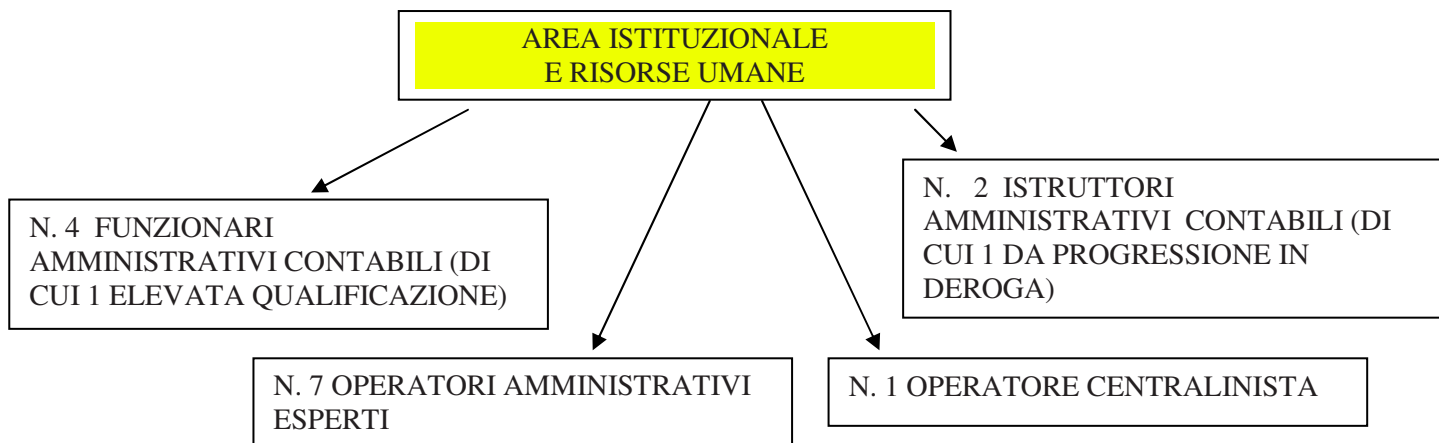 AREA ISTITUZIONALE
E RISORSE UMANE
N. 4 FUNZIONARI
AMMINISTRATIVI CONTABILI (DI
CUI 1 ELEVATA QUALIFICAZIONE)
N. 2 ISTRUTTORI
AMMINISTRATIVI CONTABILI (DI
CUI 1 DA PROGRESSIONE IN
DEROGA)
N. 7 OPERATORI AMMINISTRATIVI
ESPERTI
N. 1 OPERATORE CENTRALINISTA